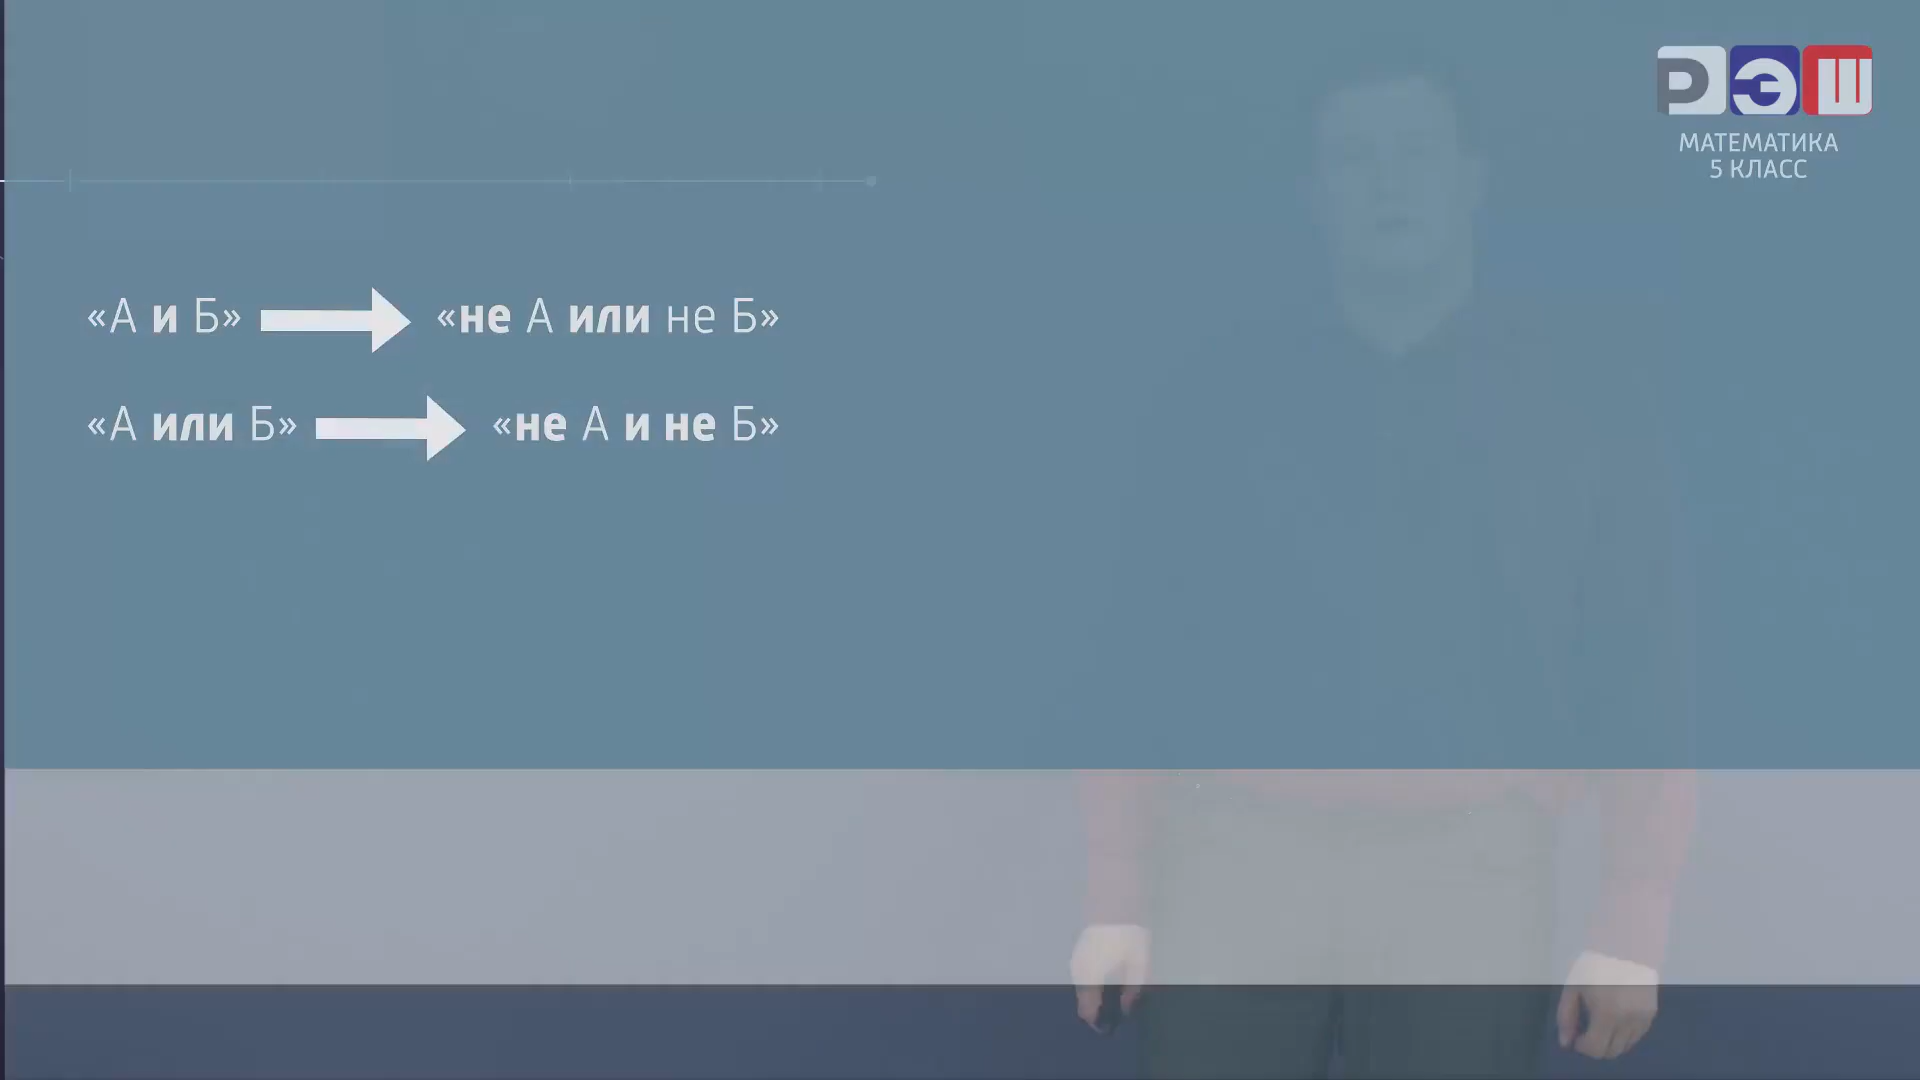 РЭШ
МАТЕМАТИКА
5 КЛАСС
«А и Б» «не А или не Б»
«А или Б» «не А и не Б»